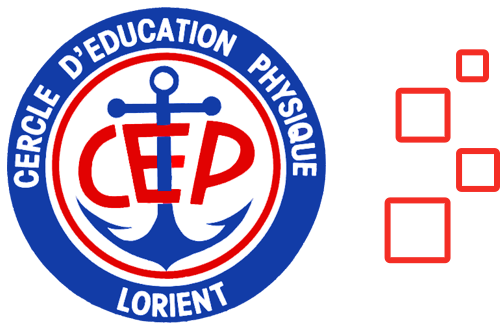 CERCLE D'EDUCATION PHYSIQUE
CEP
LORIENT